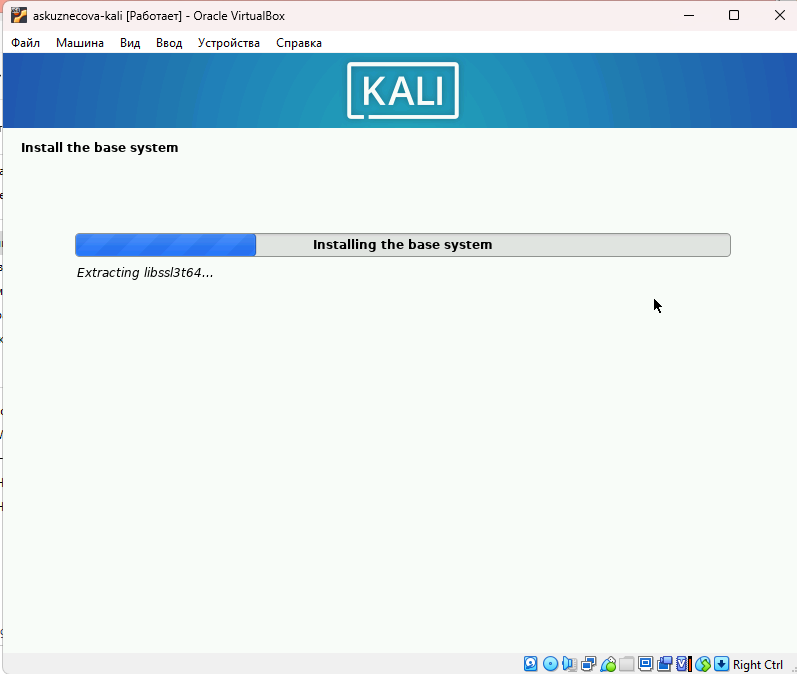 askuznecova-kali [Работает] - Oracle VirtualBox
Файл Машина Вид Ввод Устройства Справка
KALI
Install the base system
Installing the base system
Extracting libssl3t64...
Right Ctrl